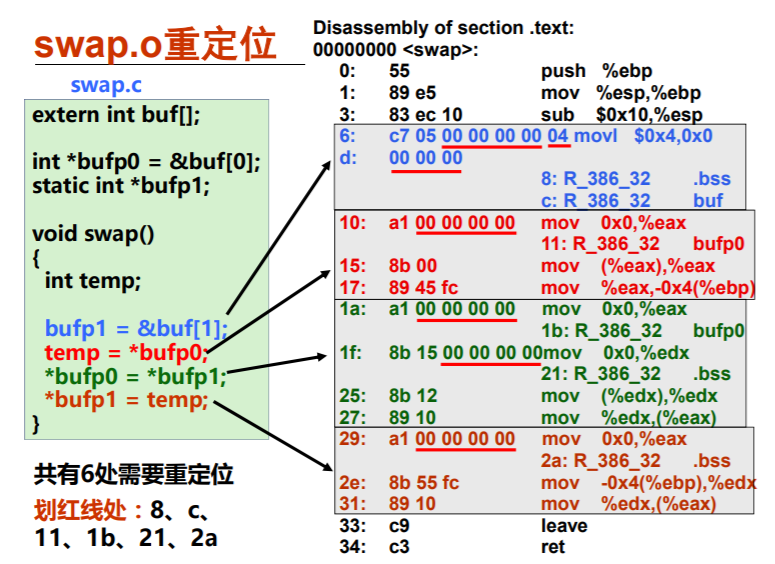 swap.o重定位
swap.c
extern int buf[];
int *bufp0 = &buf[0];
static int *bufp1;
void swap()
{
int temp;
bufp1 = &buf[1];
temp = *bufp0;
*bufp0 = *bufp1;
*bufp1 = temp;
}
共有6处需要重定位
划红线处：8、c、
11、1b、21、2a
Disassembly of section .text:
00000000 <swap>:
0: 55 push %ebp
1: 89 e5 mov %esp,%ebp
3: 83 ec 10 sub $0x10,%esp
6: c7 05 00 00 00 00 04 movl $0x4,0x0
d: 00 00 00
8: R_386_32 .bss
c: R_386_32 buf
10: a1 00 00 00 00 mov 0x0,%eax
11: R_386_32 bufp0
15: 8b 00 mov (%eax),%eax
17: 89 45 fc mov %eax,-0x4(%ebp)
1a: a1 00 00 00 00 mov 0x0,%eax
1b: R_386_32 bufp0
1f: 8b 15 00 00 00 00mov 0x0,%edx
21: R_386_32 .bss
25: 8b 12 mov (%edx),%edx
27: 89 10 mov %edx,(%eax)
29: a1 00 00 00 00 mov 0x0,%eax
2a: R_386_32 .bss
2e: 8b 55 fc mov -0x4(%ebp),%edx
31: 89 10 mov %edx,(%eax)
33: c9 leave
34: c3 ret